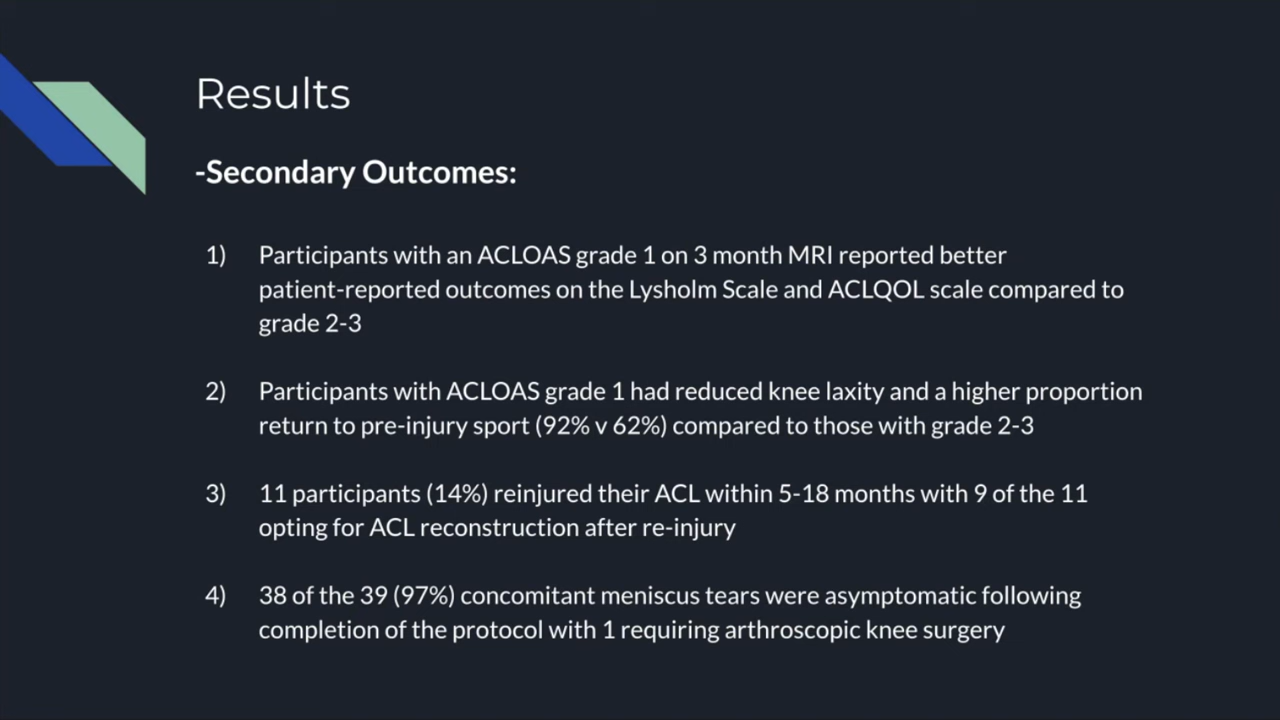 Results
-Secondary Outcomes:
1) Participants with an ACLOAS grade 1 on 3 month MRI reported better
patient-reported outcomes on the Lysholm Scale and ACLQOL scale compared to
grade 2-3
2) Participants with ACLOAS grade 1 had reduced knee laxity and a higher proportion
return to pre-injury sport (92% v 62%) compared to those with grade 2-3
3) 11 participants (14%) reinjured their ACL within 5-18 months with 9 of the 11
opting for ACL reconstruction after re-injury
4) 38 of the 39 (97%) concomitant meniscus tears were asymptomatic following
completion of the protocol with 1 requiring arthroscopic knee surgery